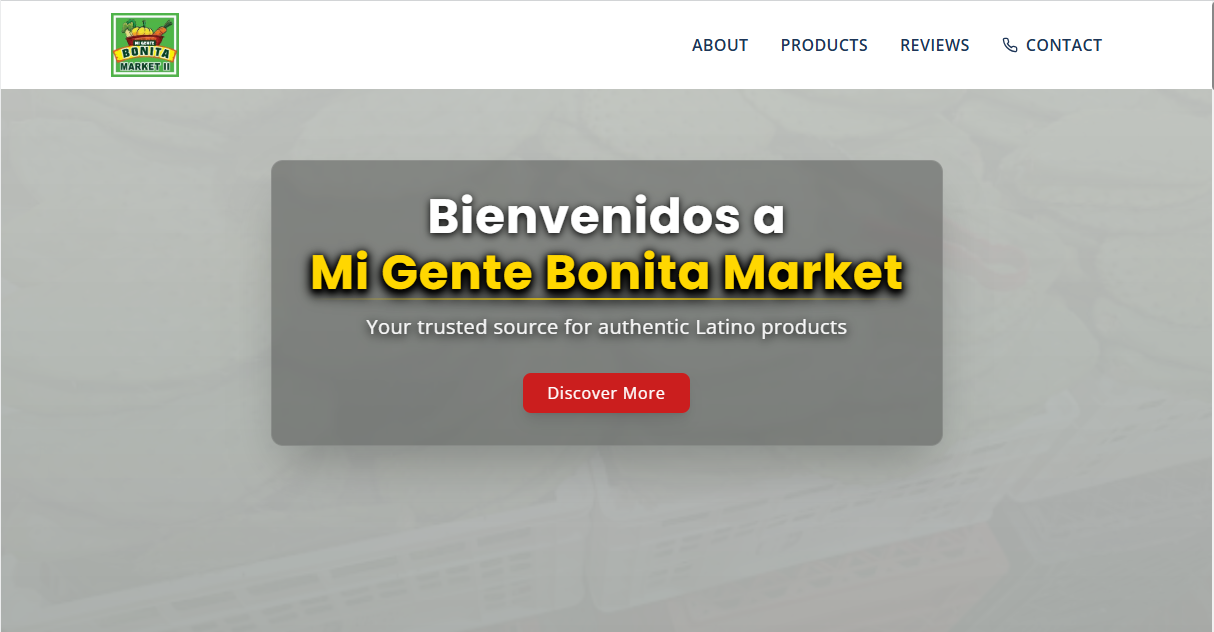 MI GENTE
BONITA
MARKET II
ABOUT
PRODUCTS
REVIEWS
CONTACT
Bienvenidos a
Mi Gente Bonita Market
Your trusted source for authentic Latino products
Discover More